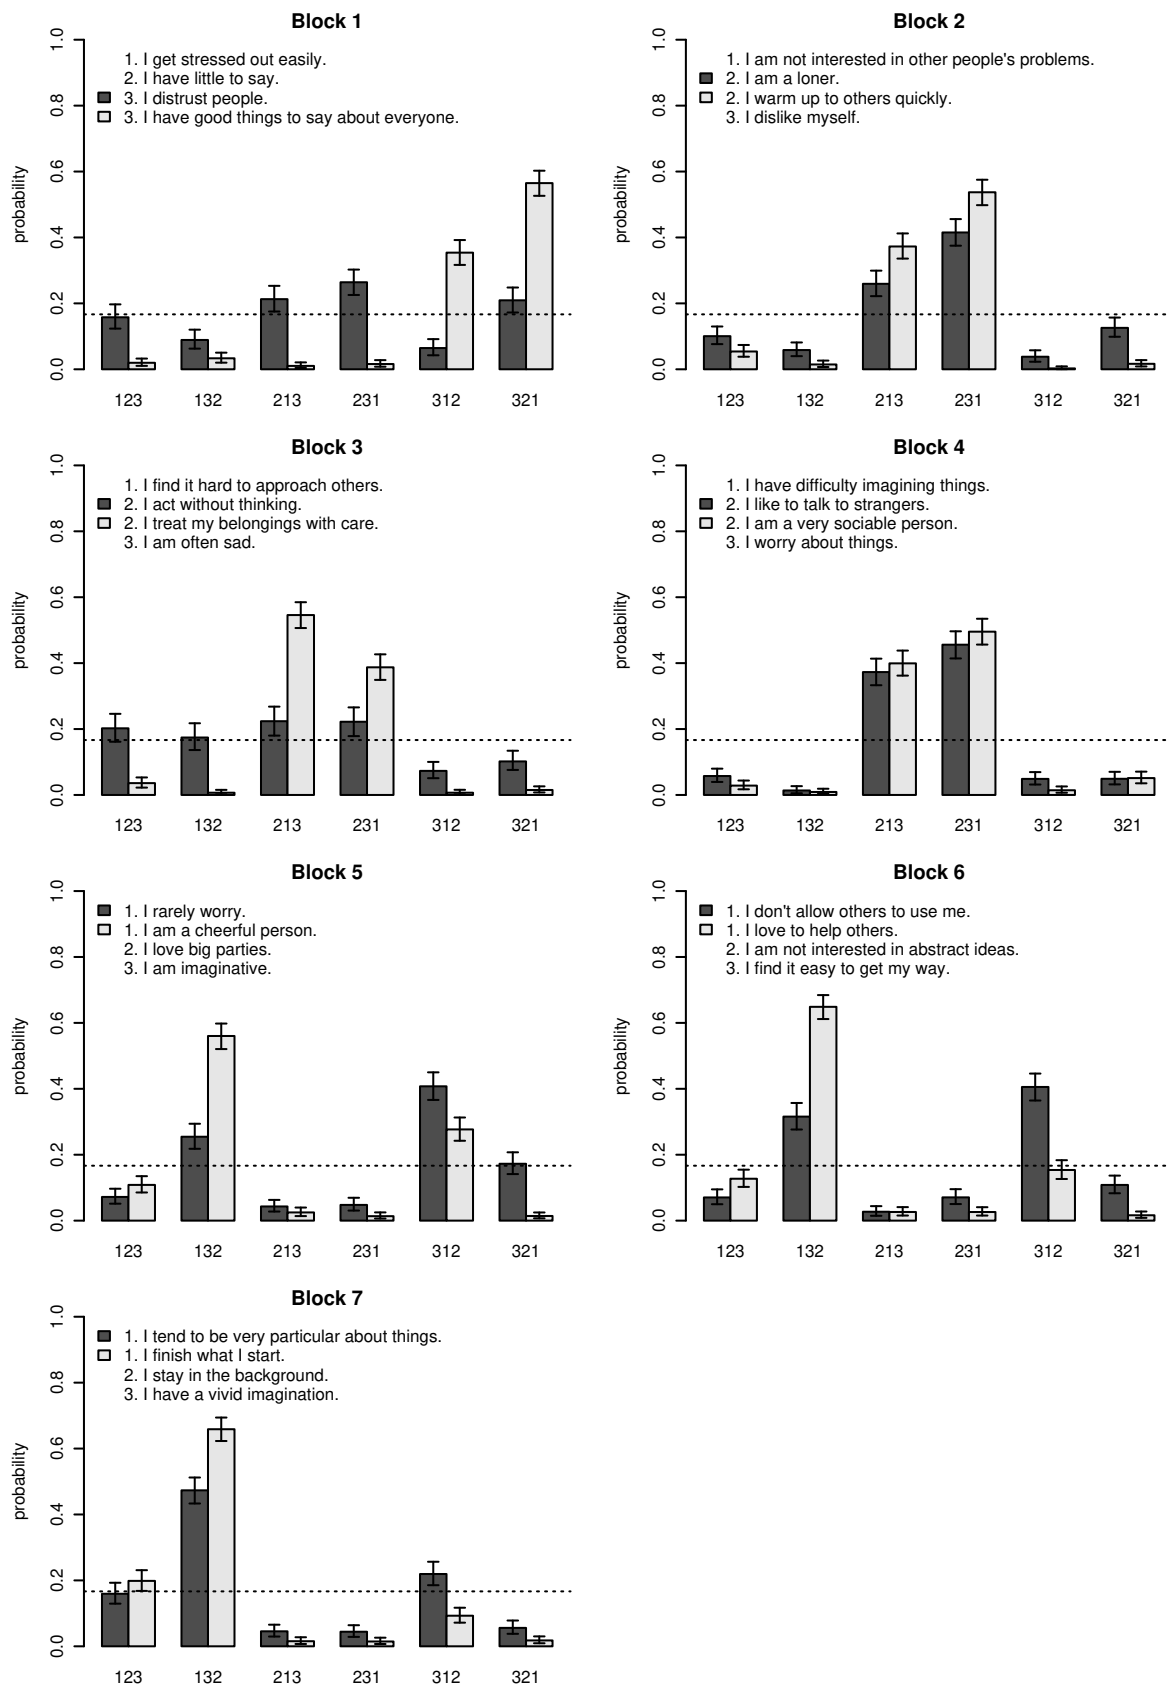 Block 1
1. I get stressed out easily.
2. I have little to say.
3. I distrust people.
3. I have good things to say about everyone.
probability
0.0 0.2 0.4 0.6 0.8 1.0
123 132 213 231 312 321
Block 2
1. I am not interested in other people's problems.
2. I am a loner.
2. I warm up to others quickly.
3. I dislike myself.
probability
0.0 0.2 0.4 0.6 0.8 1.0
123 132 213 231 312 321
Block 3
1. I find it hard to approach others.
2. I act without thinking.
2. I treat my belongings with care.
3. I am often sad.
probability
0.0 0.2 0.4 0.6 0.8 1.0
123 132 213 231 312 321
Block 4
1. I have difficulty imagining things.
2. I like to talk to strangers.
2. I am a very sociable person.
3. I worry about things.
probability
0.0 0.2 0.4 0.6 0.8 1.0
123 132 213 231 312 321
Block 5
1. I rarely worry.
1. I am a cheerful person.
2. I love big parties.
3. I am imaginative.
probability
0.0 0.2 0.4 0.6 0.8 1.0
123 132 213 231 312 321
Block 6
1. I don't allow others to use me.
1. I love to help others.
2. I am not interested in abstract ideas.
3. I find it easy to get my way.
probability
0.0 0.2 0.4 0.6 0.8 1.0
123 132 213 231 312 321
Block 7
1. I tend to be very particular about things.
1. I finish what I start.
2. I stay in the background.
3. I have a vivid imagination.
probability
0.0 0.2 0.4 0.6 0.8 1.0
123 132 213 231 312 321